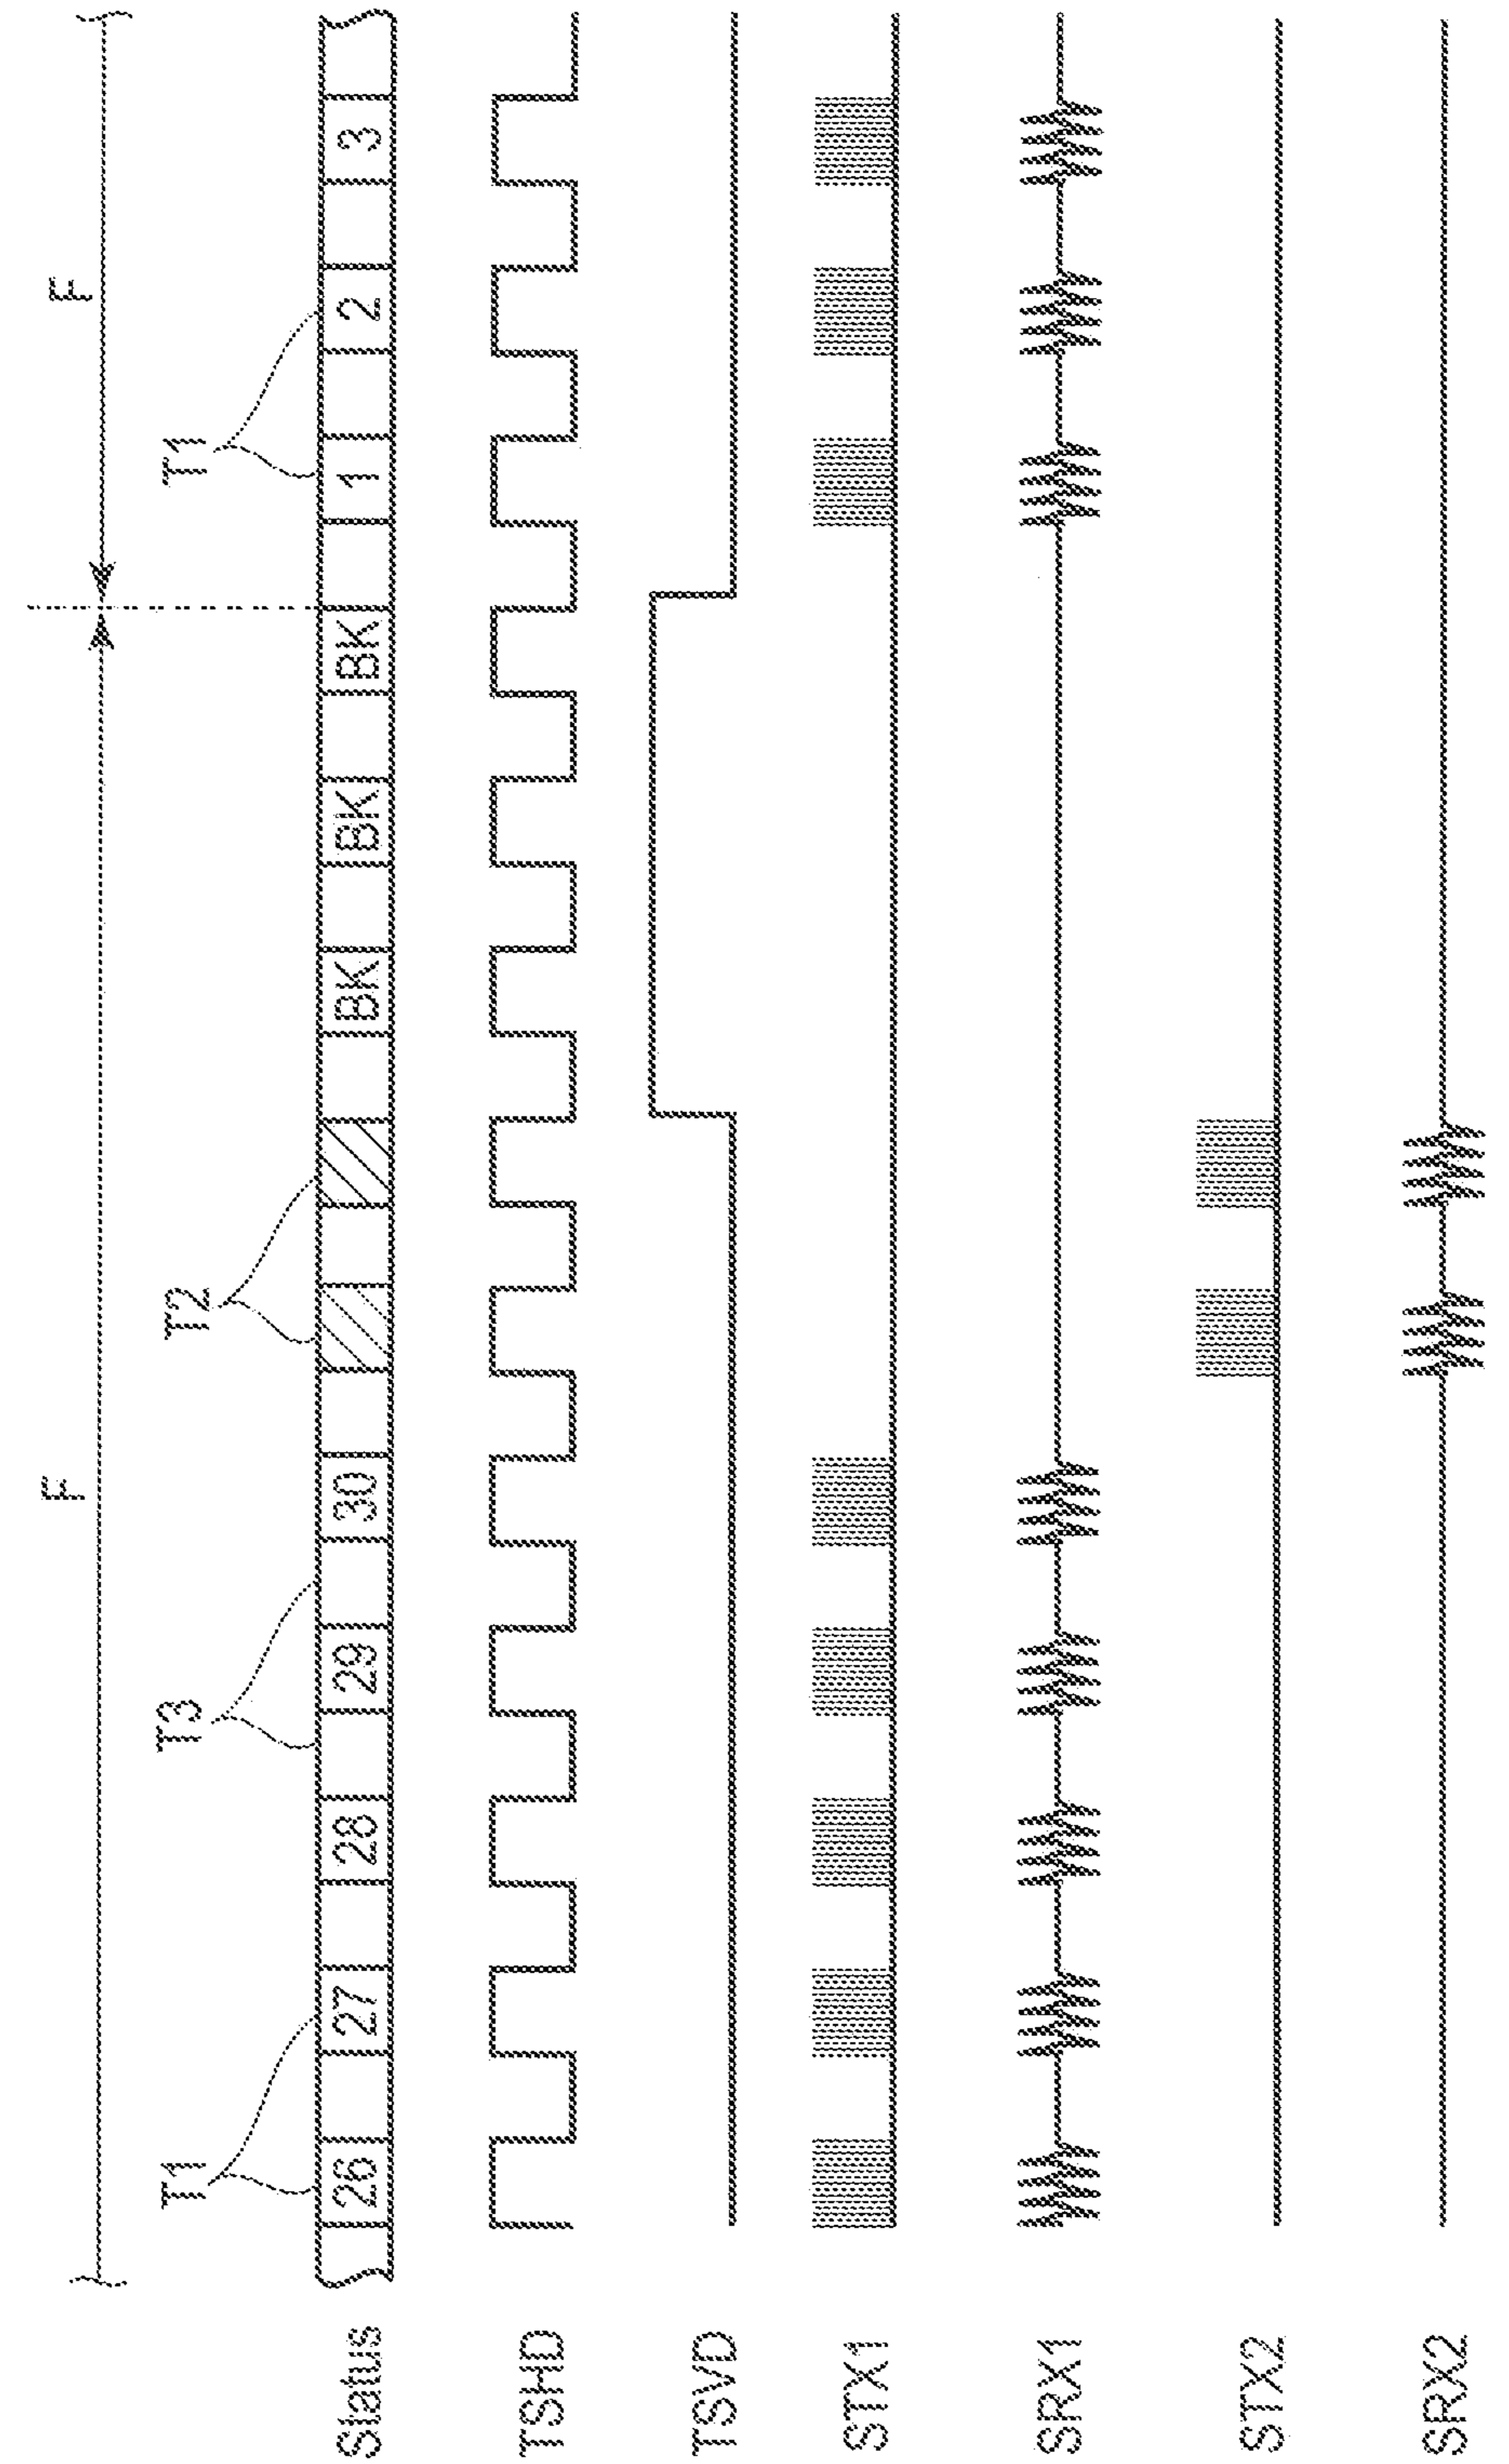 F F
T1 T3 T2 T1
Status 26 27 28 29 30 BK BK BK 1 2 3
TSHD
TSVD
STX1
SRX1
STX2
SRX2